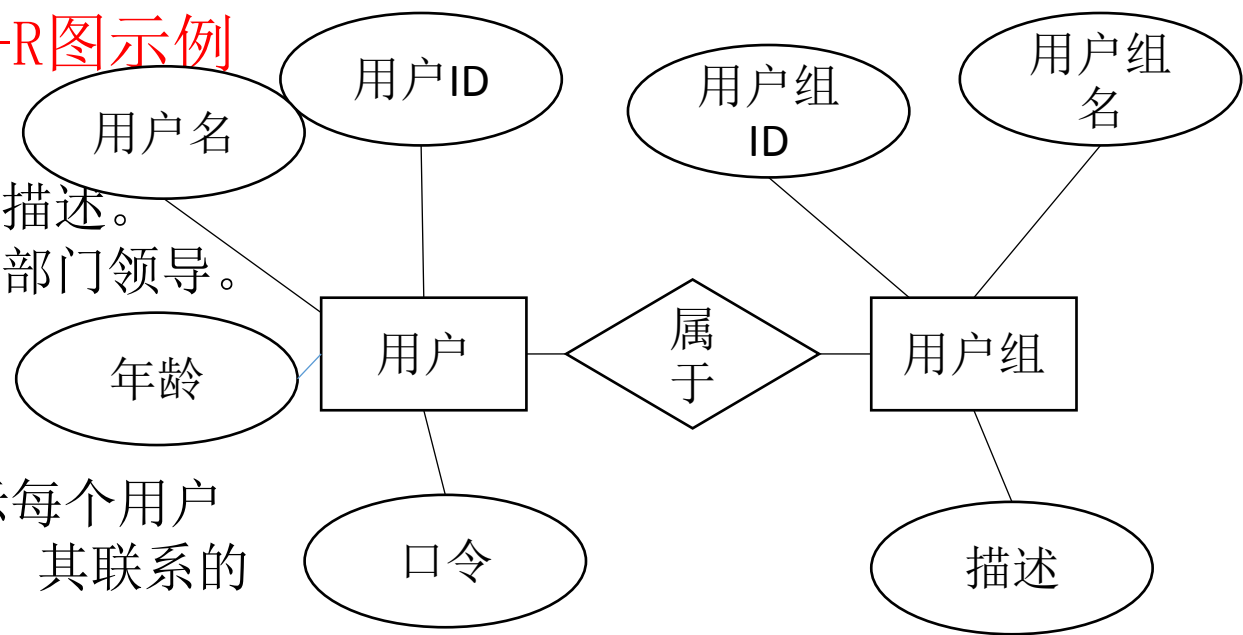 -R图示例
用户名
用户ID
用户组
ID
用户组
名
描述。
部门领导。
年龄
用户
属
于
用户组
每个用户
其联系的
口令
描述